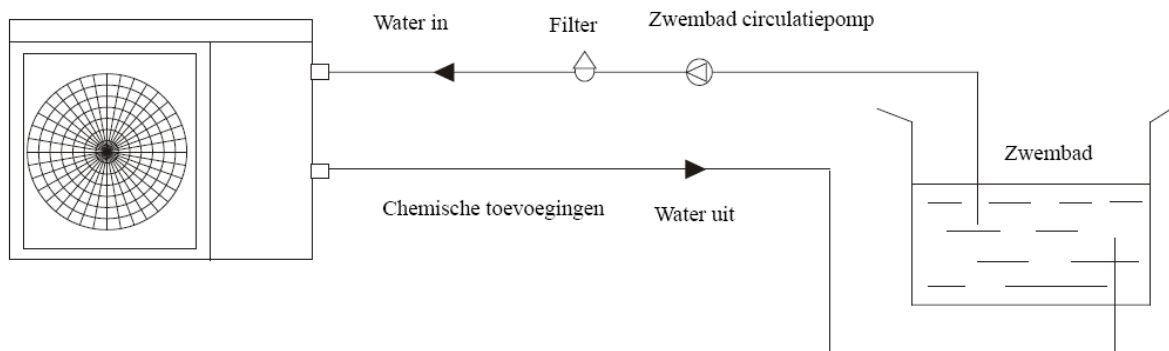 Water in
Filter
Zwembad circulatiepomp
Zwembad
Chemische toevoegingen
Water uit